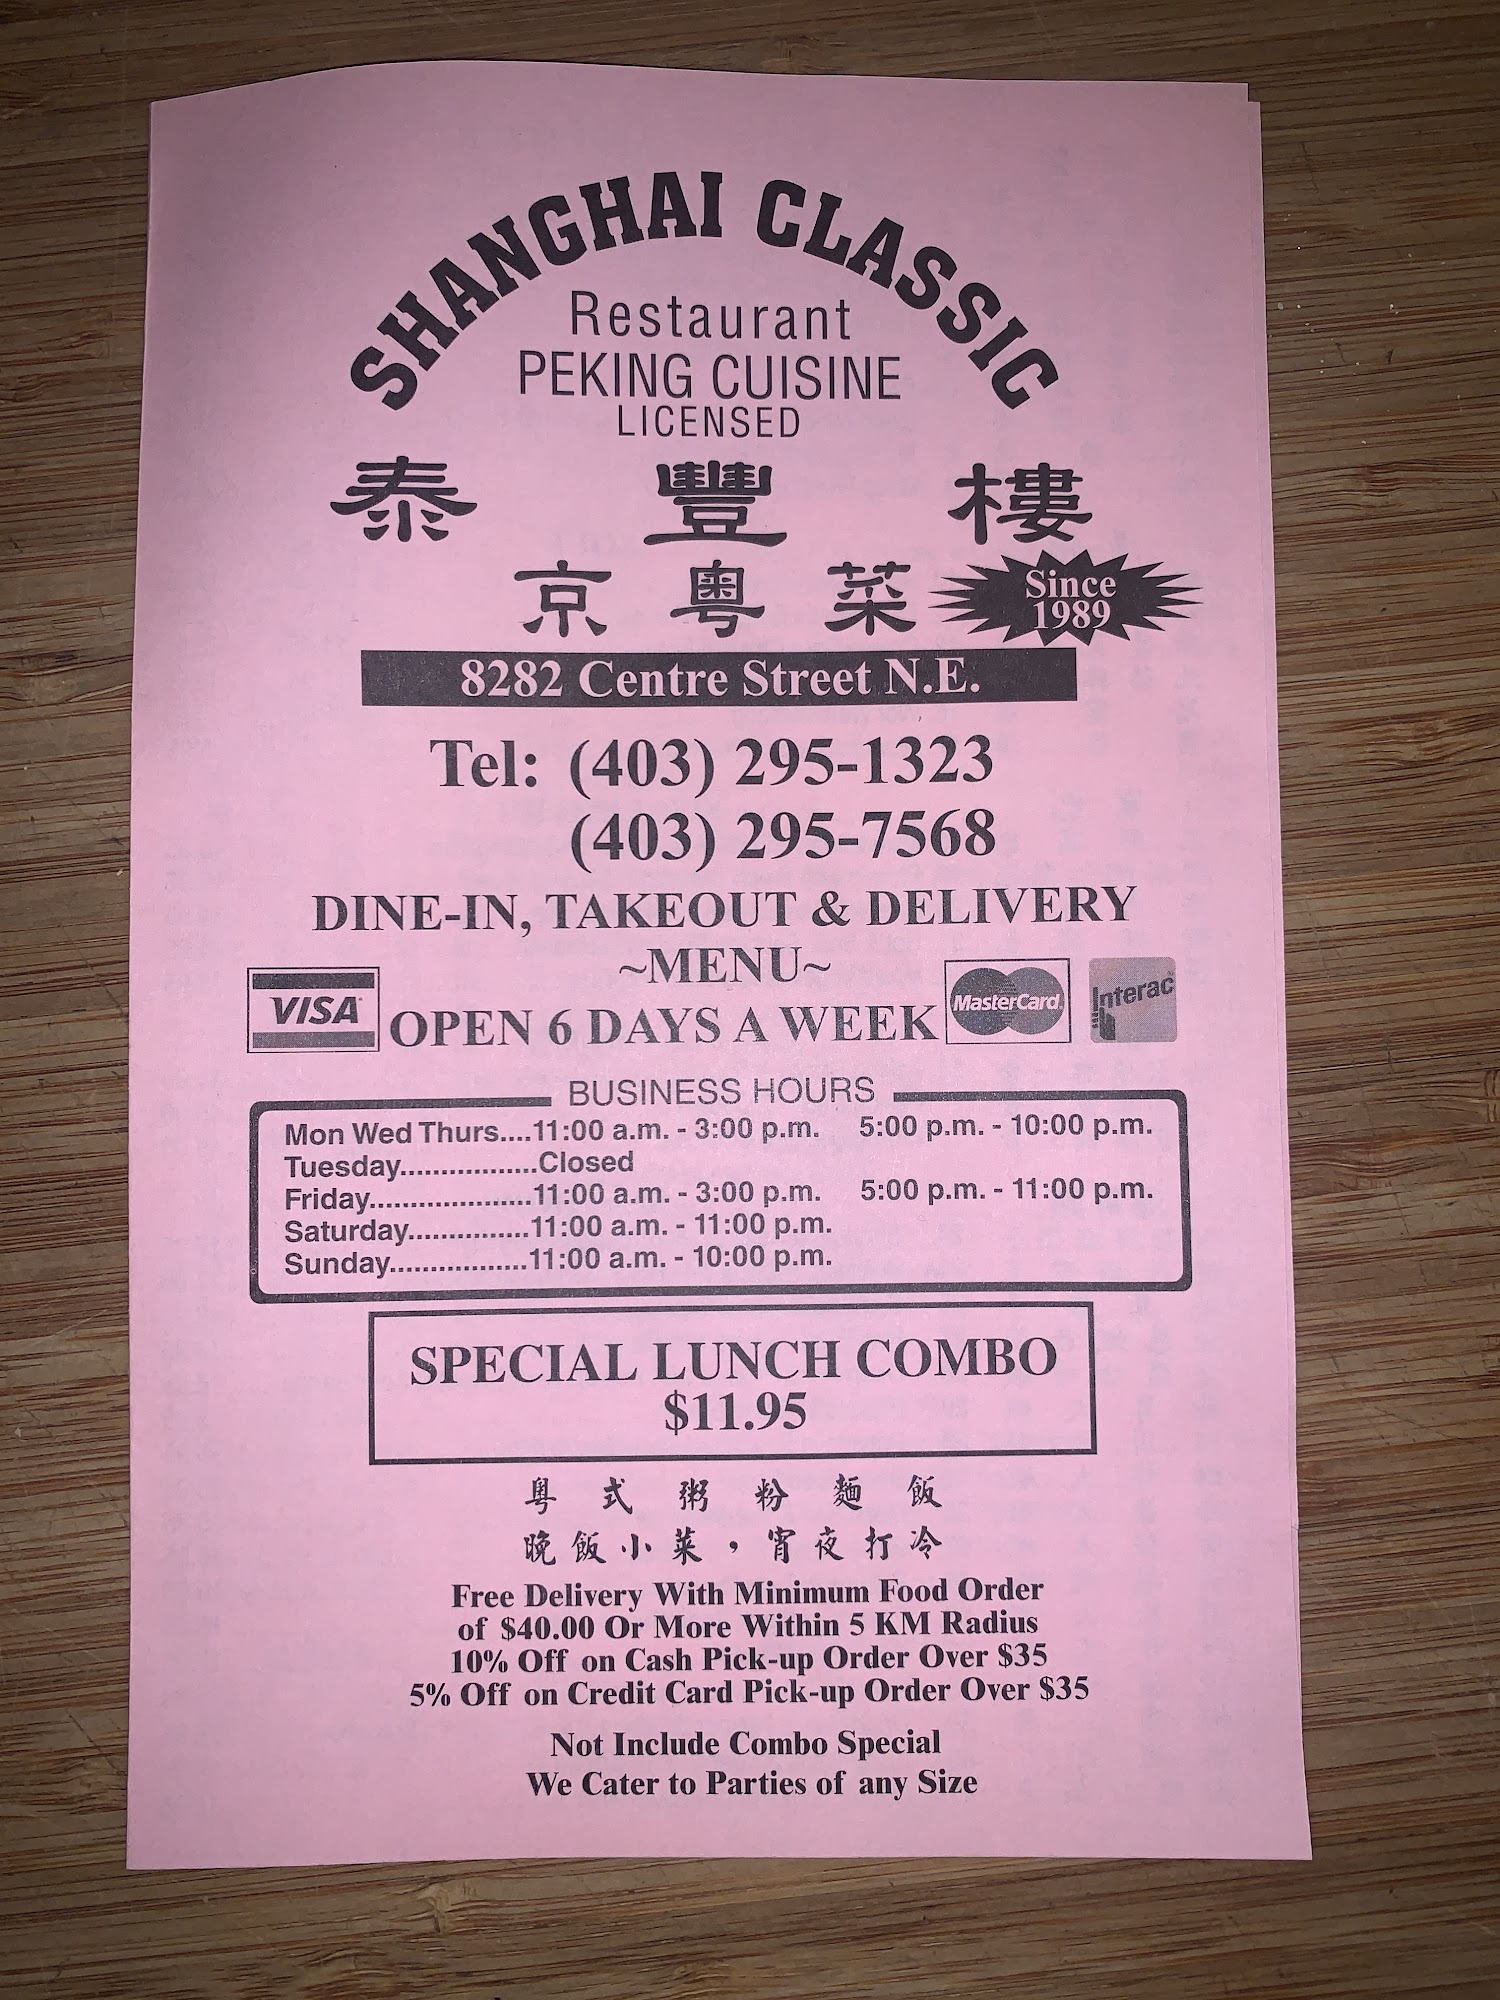 SHANGHAI CLASSIC
Restaurant
PEKING CUISINE
LICENSED
泰 豐 樓
京 粵 菜
Since
1989
8282 Centre Street N.E.
Tel: (403) 295-1323
(403) 295-7568
DINE-IN, TAKEOUT & DELIVERY
~MENU~
VISA
OPEN 6 DAYS A WEEK
MasterCard
Interac
BUSINESS HOURS
Mon Wed Thurs....11:00 a.m. - 3:00 p.m. 5:00 p.m. - 10:00 p.m.
Tuesday.................Closed
Friday....................11:00 a.m. - 3:00 p.m. 5:00 p.m. - 11:00 p.m.
Saturday...............11:00 a.m. - 11:00 p.m.
Sunday.................11:00 a.m. - 10:00 p.m.
SPECIAL LUNCH COMBO
$11.95
粵 式 粥 粉 麵 飯
晚飯小菜，宵夜打冷
Free Delivery With Minimum Food Order
of $40.00 Or More Within 5 KM Radius
10% Off on Cash Pick-up Order Over $35
5% Off on Credit Card Pick-up Order Over $35
Not Include Combo Special
We Cater to Parties of any Size